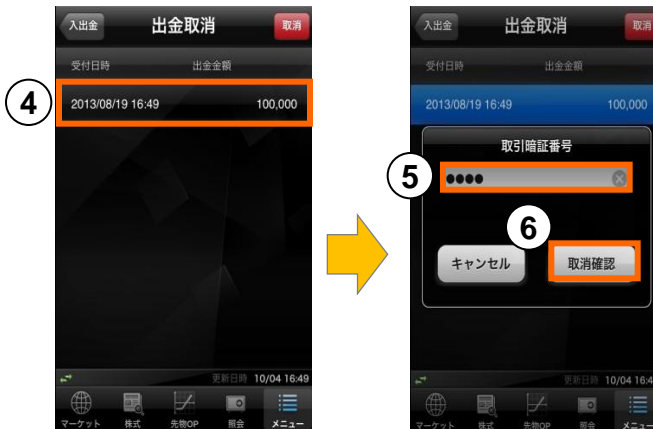 入出金
出金取消
取消
受付日時
出金金額
④
2013/08/19 16:49
100,000
更新日時 10/04 16:49
マーケット
株式
先物OP
照会
メニュー
入出金
出金取消
取消
受付日時
出金金額
2013/08/19 16:49
100,000
取引暗証番号
⑤
●●●●
⑥
キャンセル
取消確認
更新日時 10/04 16:4
マーケット
株式
先物OP
照会
メニュー